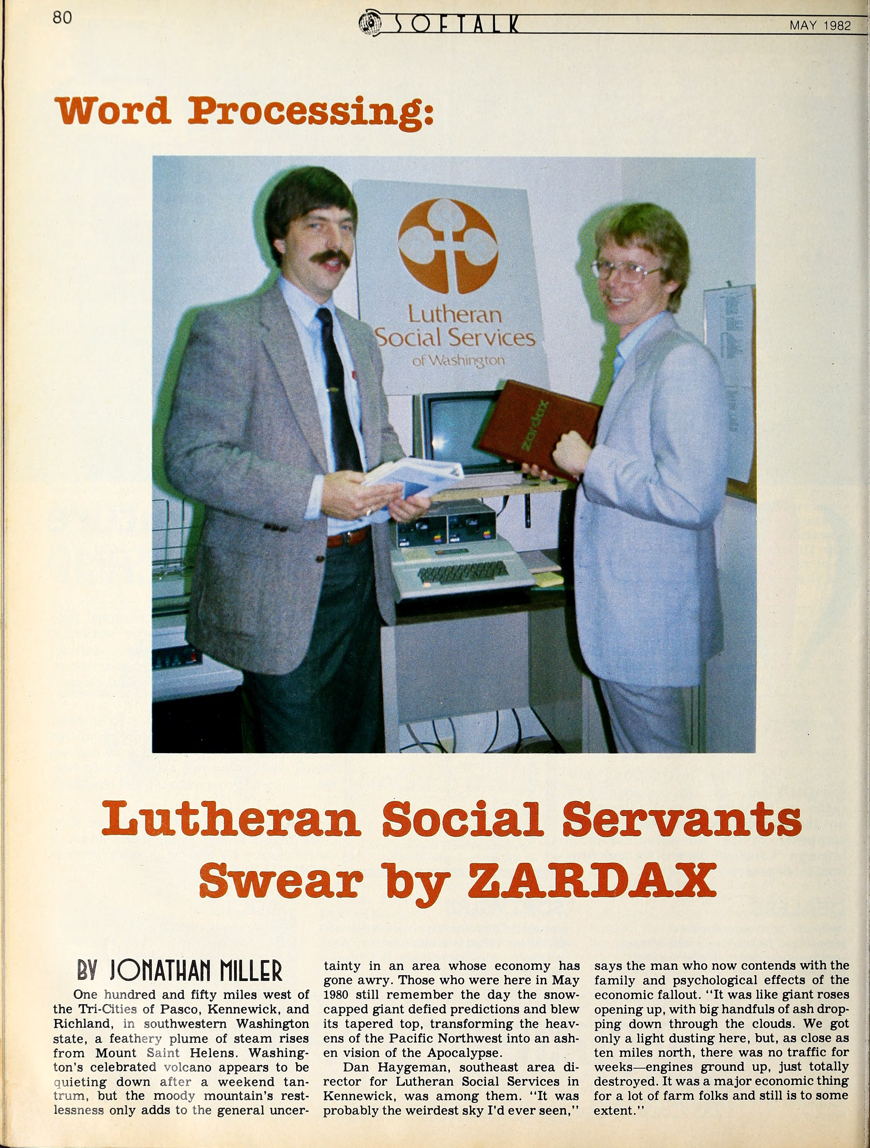 80
SOFTALK
MAY 1982
Word Processing:
Lutheran
Social Services
of Washington
zardax
Lutheran Social Servants
Swear by ZARDAX
BY JONATHAN MILLER
One hundred and fifty miles west of
the Tri-Cities of Pasco, Kennewick, and
Richland, in southwestern Washington
state, a feathery plume of steam rises
from Mount Saint Helens. Washing-
ton's celebrated volcano appears to be
quieting down after a weekend tan-
trum, but the moody mountain's rest-
lessness only adds to the general uncer-
tainty in an area whose economy has
gone awry. Those who were here in May
1980 still remember the day the snow-
capped giant defied predictions and blew
its tapered top, transforming the heav-
ens of the Pacific Northwest into an ash-
en vision of the Apocalypse.
Dan Haygeman, southeast area di-
rector for Lutheran Social Services in
Kennewick, was among them. "It was
probably the weirdest sky I'd ever seen,"
says the man who now contends with the
family and psychological effects of the
economic fallout. "It was like giant roses
opening up, with big handfuls of ash drop-
ping down through the clouds. We got
only a light dusting here, but, as close as
ten miles north, there was no traffic for
weeks—engines ground up, just totally
destroyed. It was a major economic thing
for a lot of farm folks and still is to some
extent."